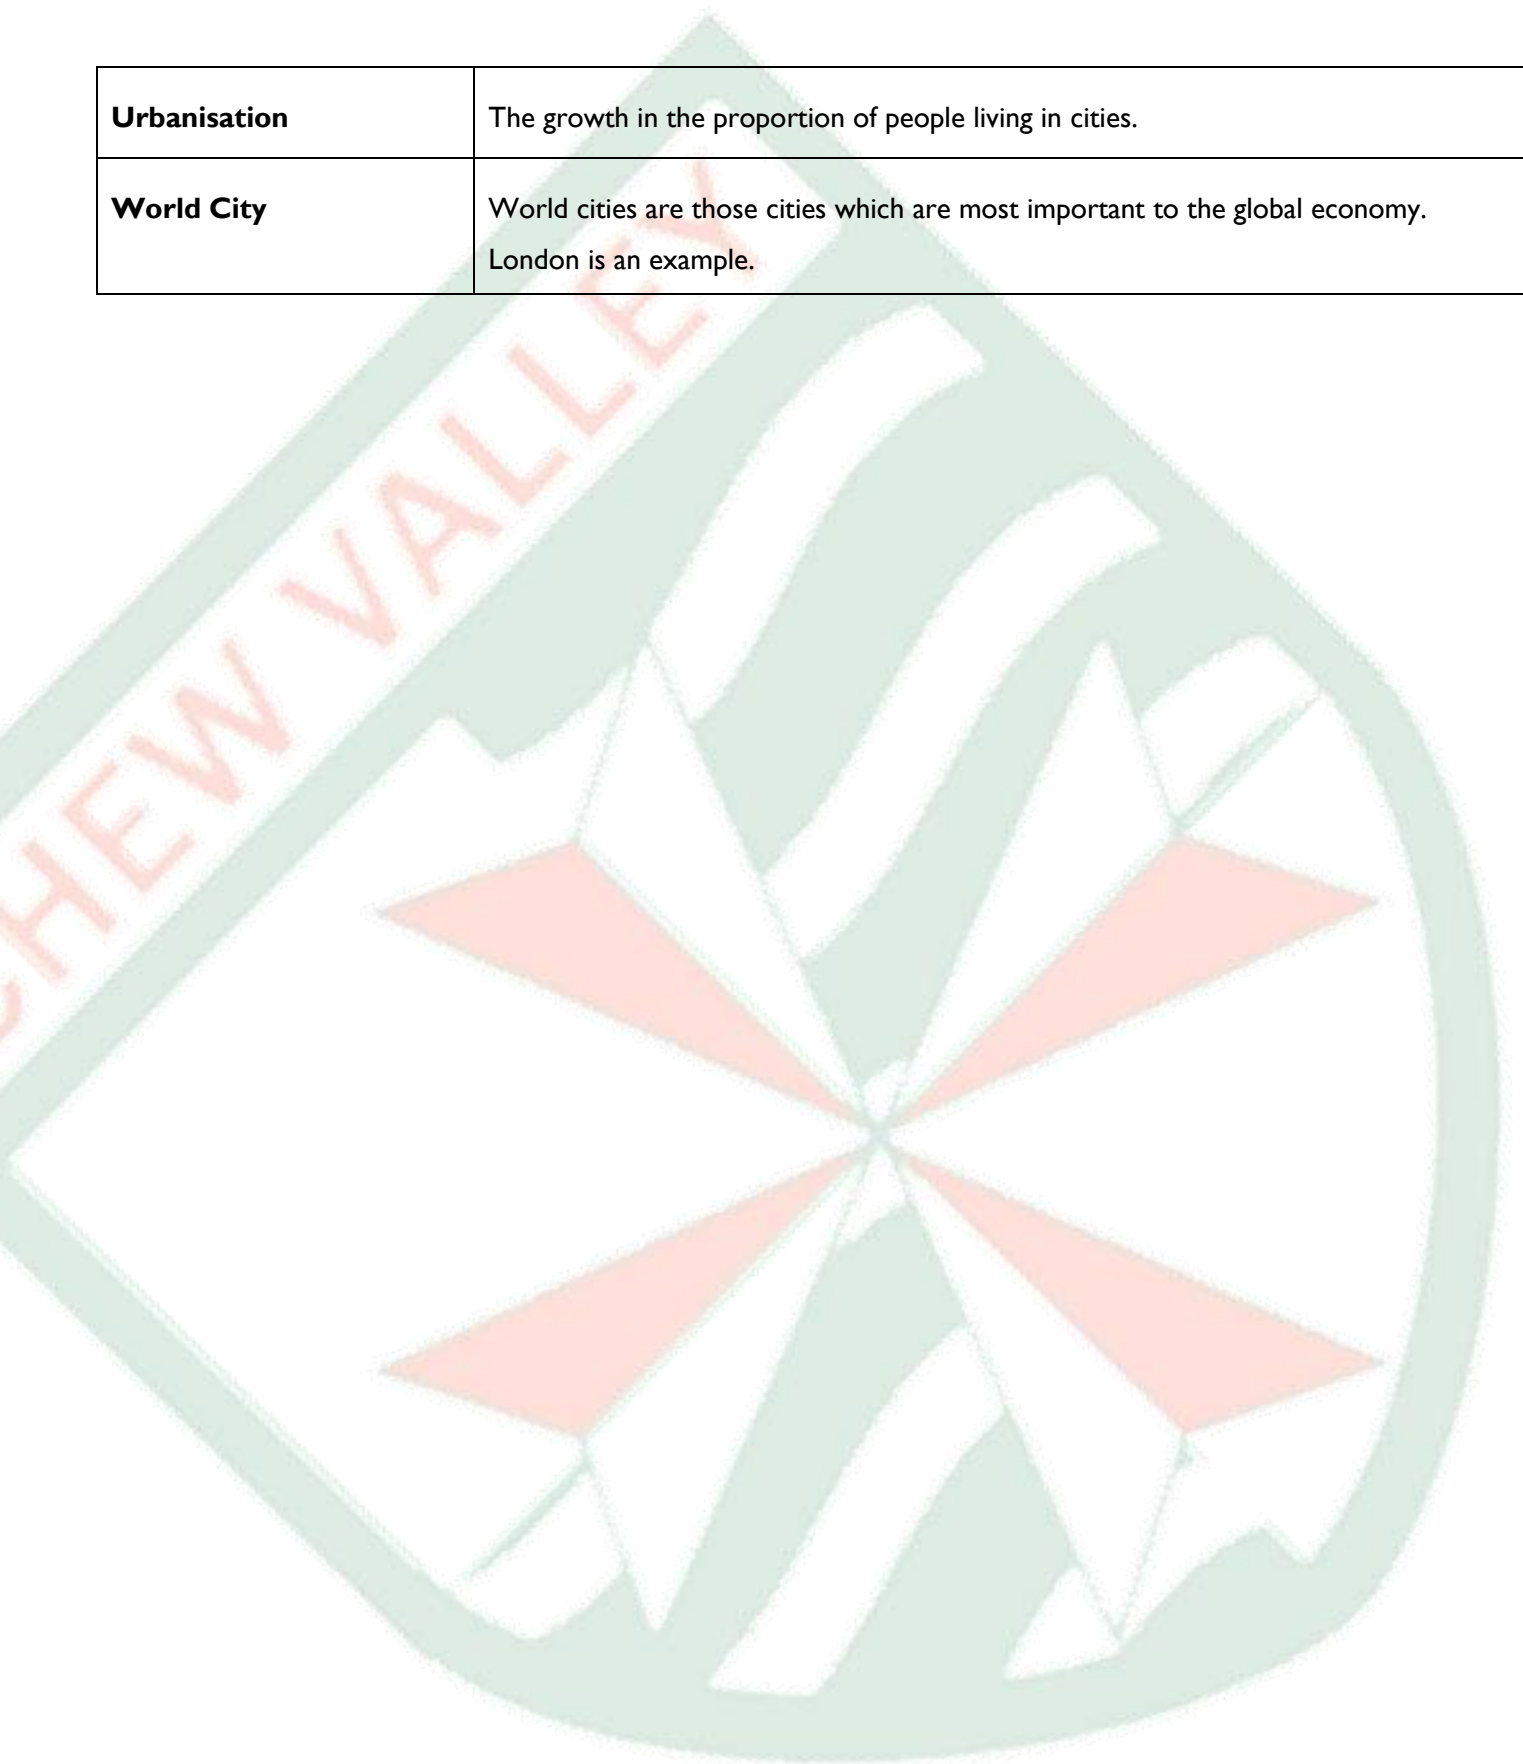 Urbanisation
The growth in the proportion of people living in cities.
World City
World cities are those cities which are most important to the global economy.
London is an example.
CHEW VALLEY